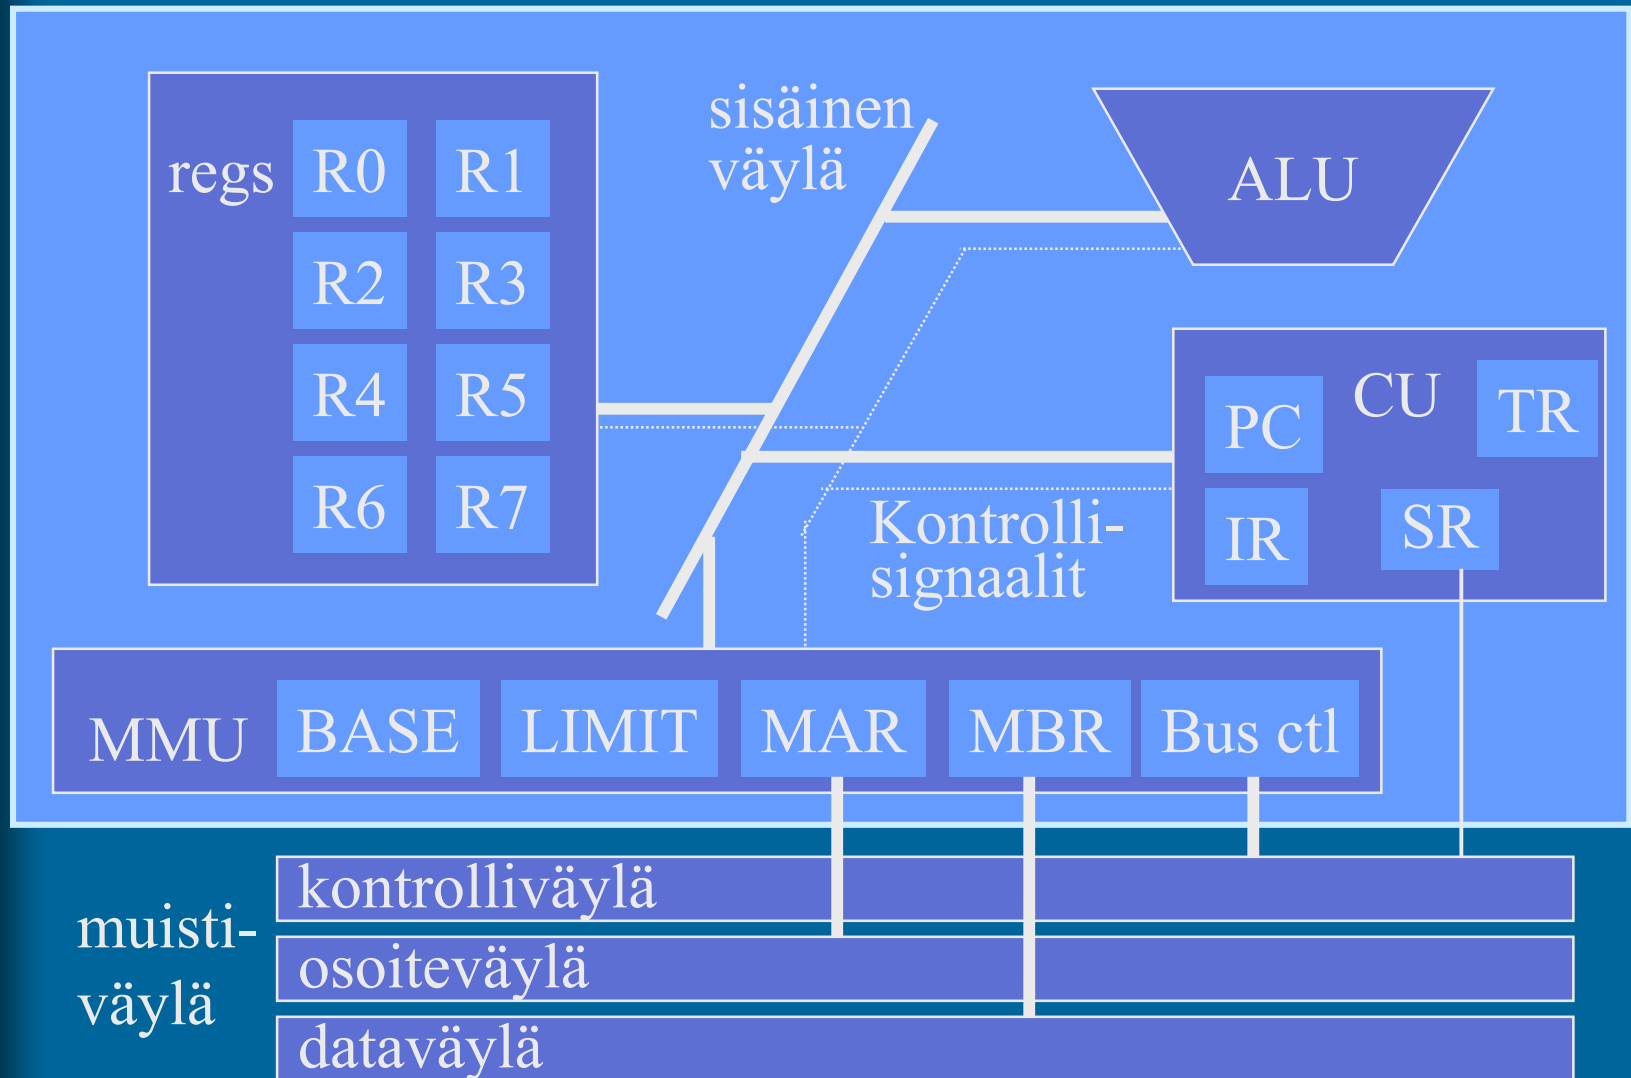 sisäinen
väylä
ALU
regs
R0 R1
R2 R3
R4 R5
R6 R7
CU
PC
TR
IR
SR
Kontrolli-
signaalit
MMU
BASE
LIMIT
MAR
MBR
Bus ctl
muisti-
väylä
kontrolliväylä
osoiteväylä
dataväylä